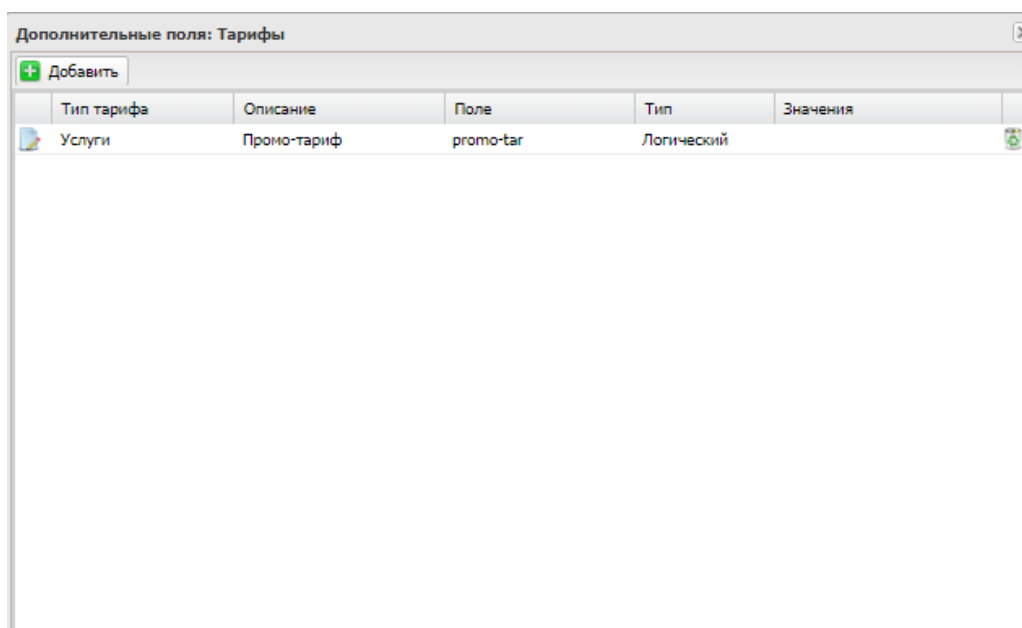 Дополнительные поля: Тарифы
Добавить
Тип тарифа Описание Поле Тип Значения
Услуги Промо-тариф promo-tar Логический